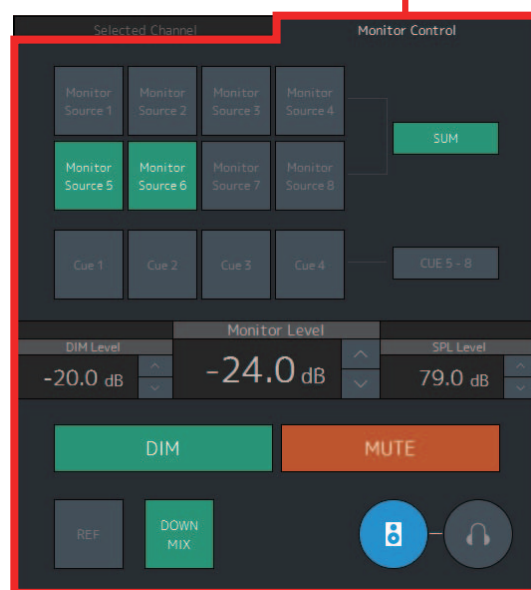 Selected Channel
Monitor Control
Monitor Source 1
Monitor Source 2
Monitor Source 3
Monitor Source 4
SUM
Monitor Source 5
Monitor Source 6
Monitor Source 7
Monitor Source 8
Cue 1
Cue 2
Cue 3
Cue 4
CUE 5 - 8
Monitor Level
DIM Level
SPL Level
-20.0 dB
-24.0 dB
79.0 dB
DIM
MUTE
REF
DOWN
MIX